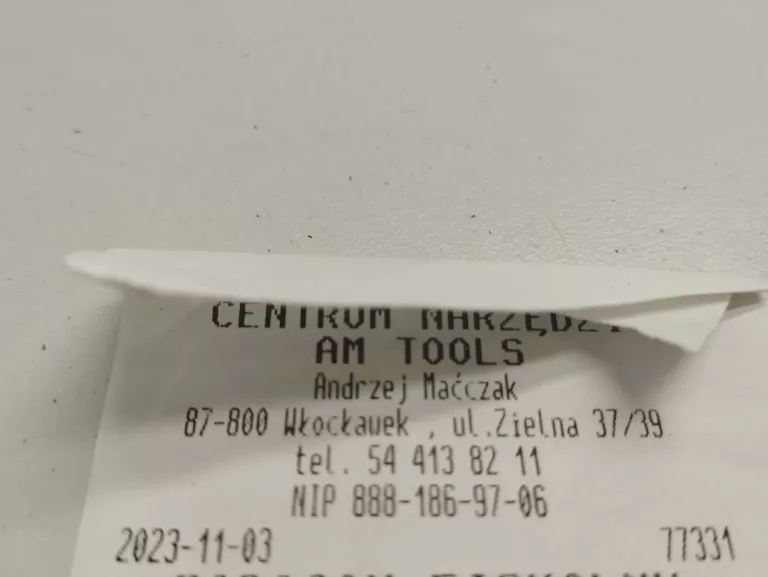 CENTRUM NARZĘDZI
AM TOOLS
Andrzej Maćczak
87-800 Włocławek , ul.Zielna 37/39
tel. 54 413 82 11
NIP 888-186-97-06
2023-11-03 77331